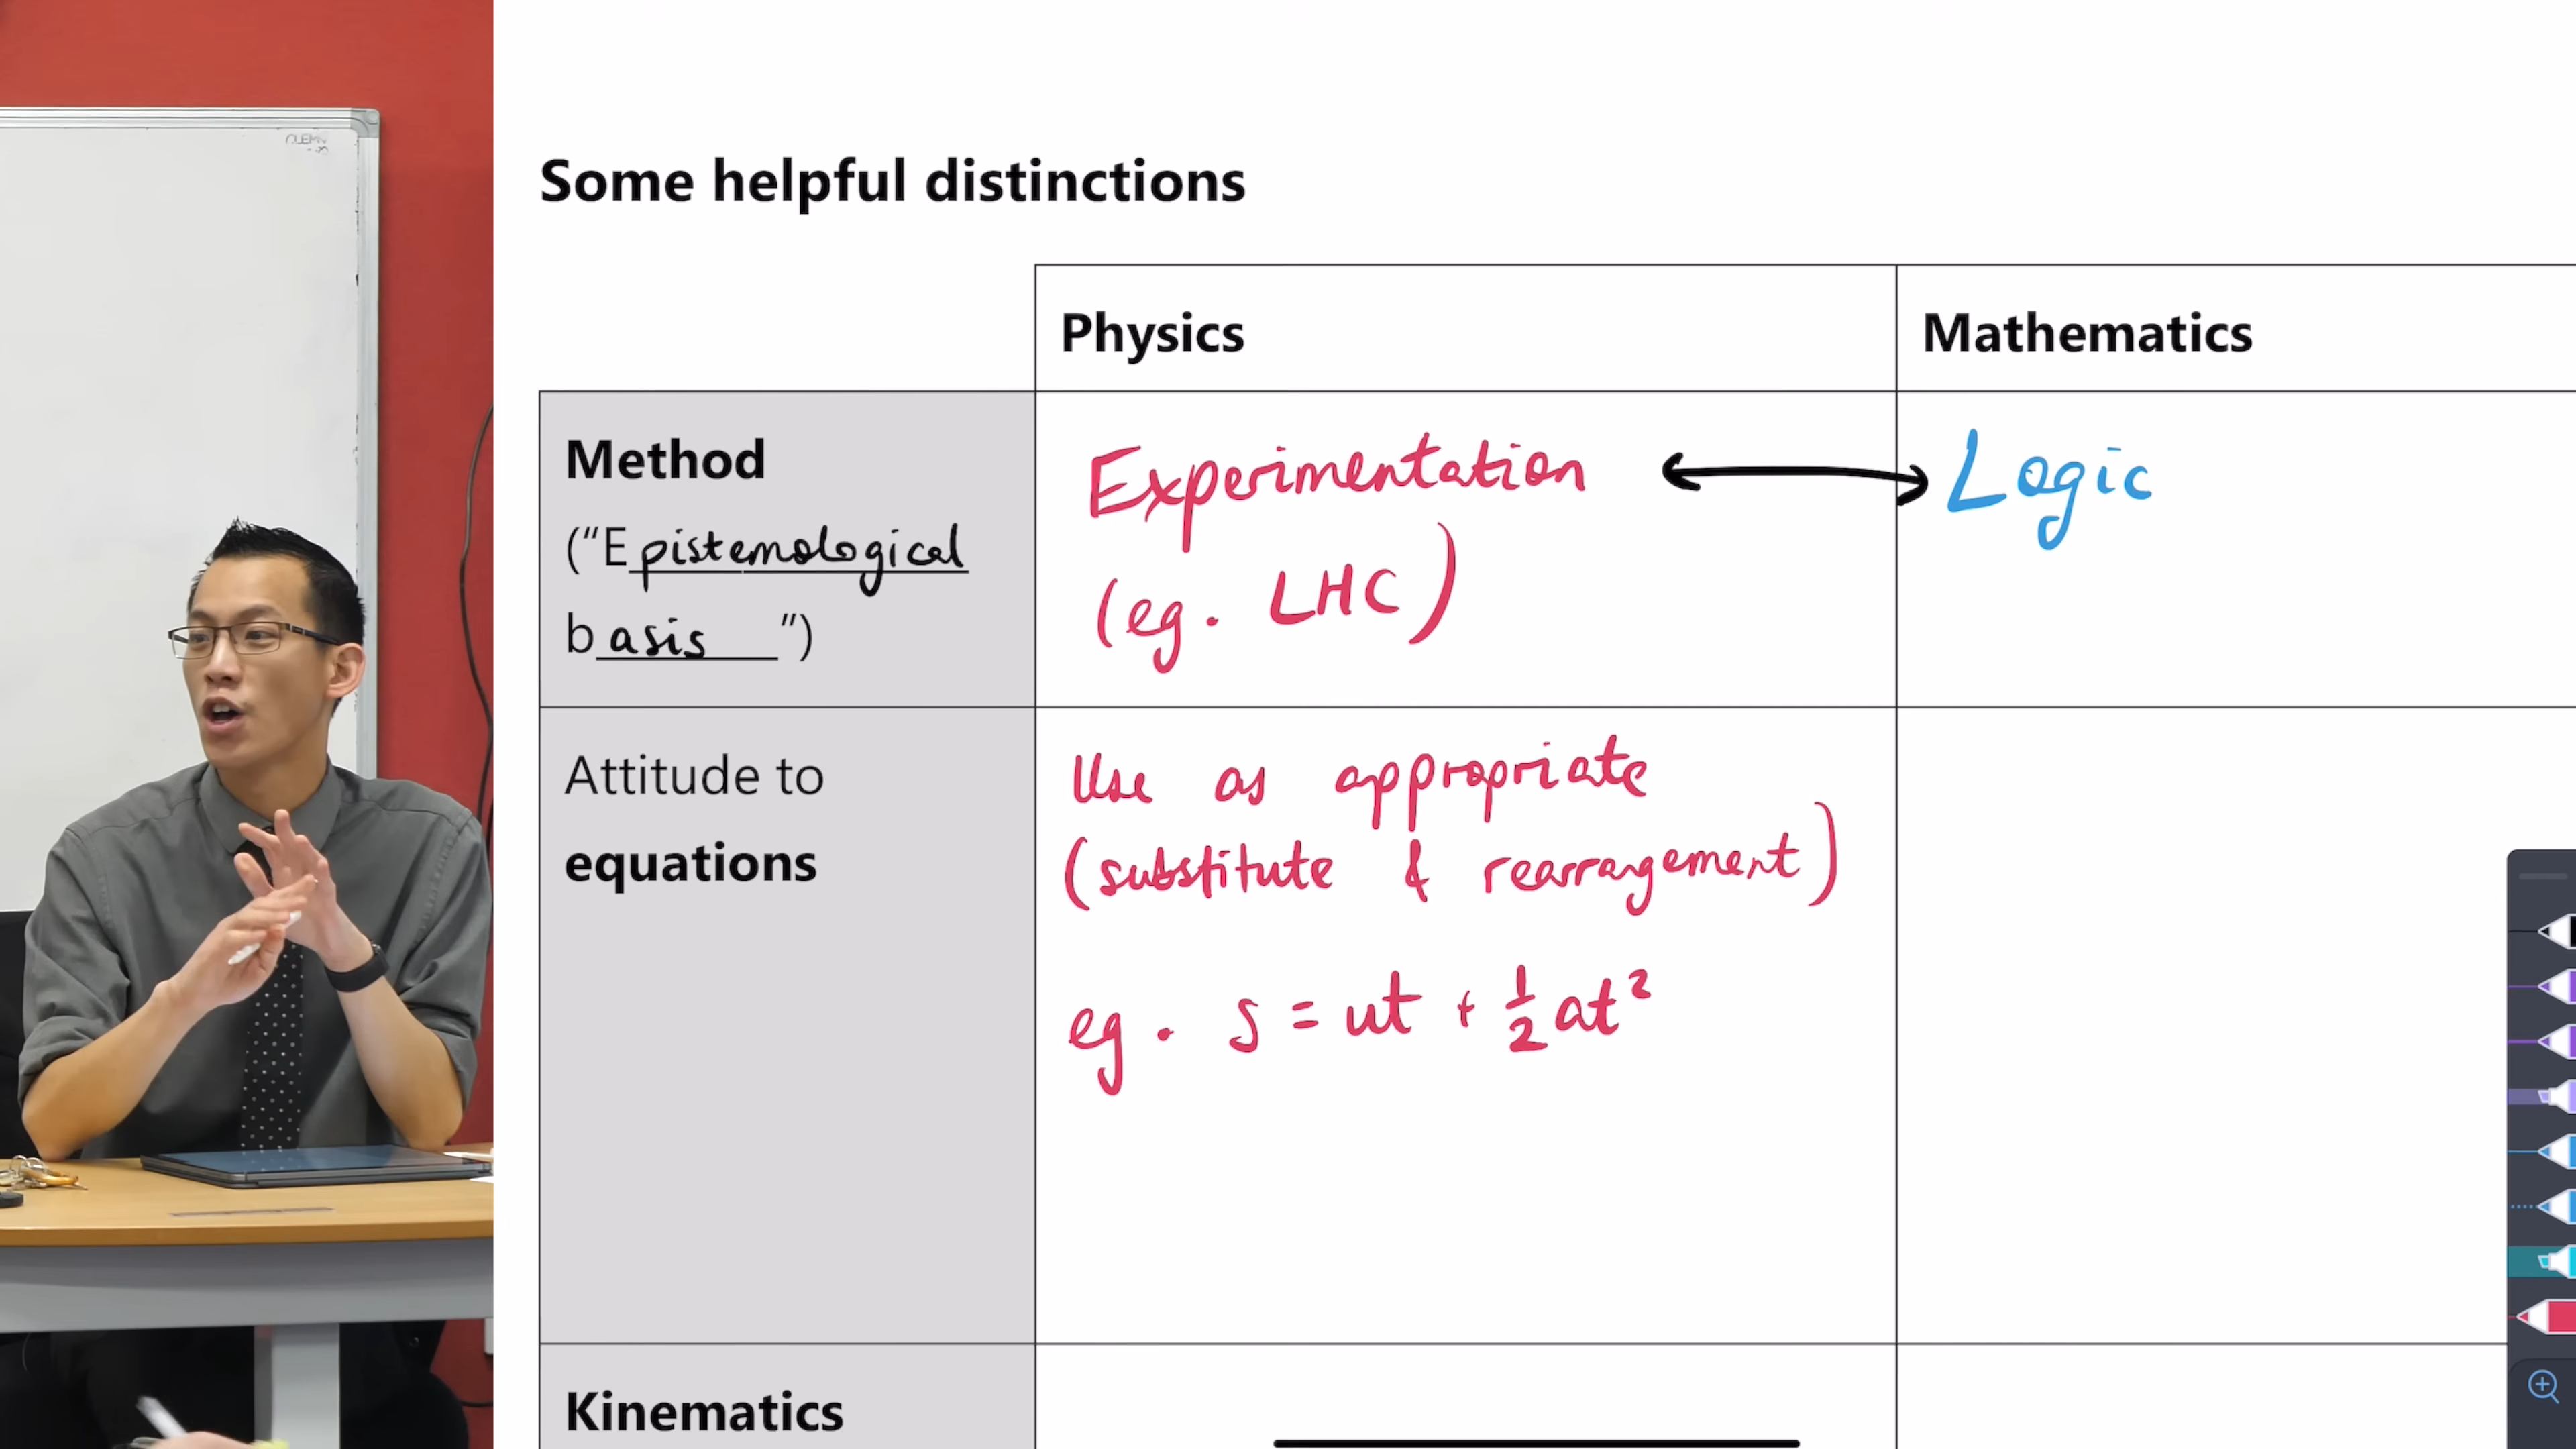 Some helpful distinctions
Physics
Mathematics
Method
("Epistemological
basis ")
Experimentation
(eg. LHC)
Logic
Attitude to
equations
Use as appropriate
(substitute & rearrangement)
eg. s = ut + ½at²
Kinematics